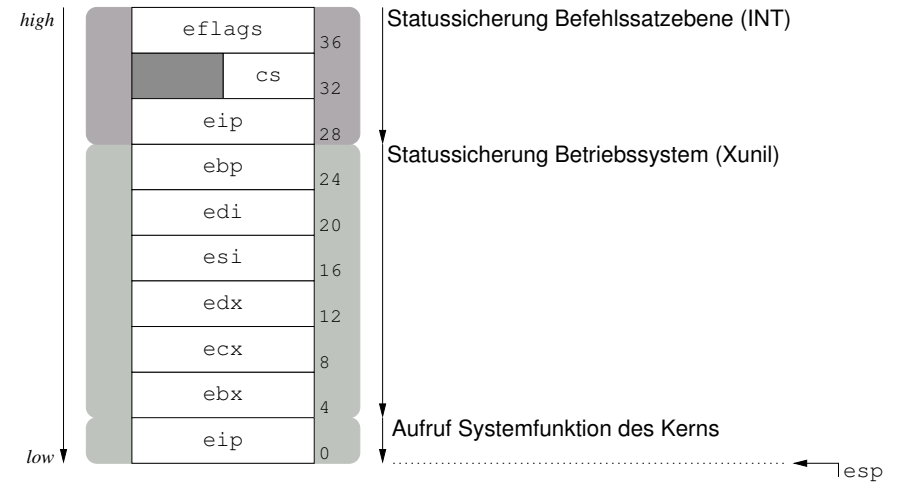 high
eflags
36
Statussicherung Befehlssatzebene (INT)
cs
32
eip
28
Statussicherung Betriebssystem (Xunil)
ebp
24
edi
20
esi
16
edx
12
ecx
8
ebx
4
Aufruf Systemfunktion des Kerns
eip
0
low
esp